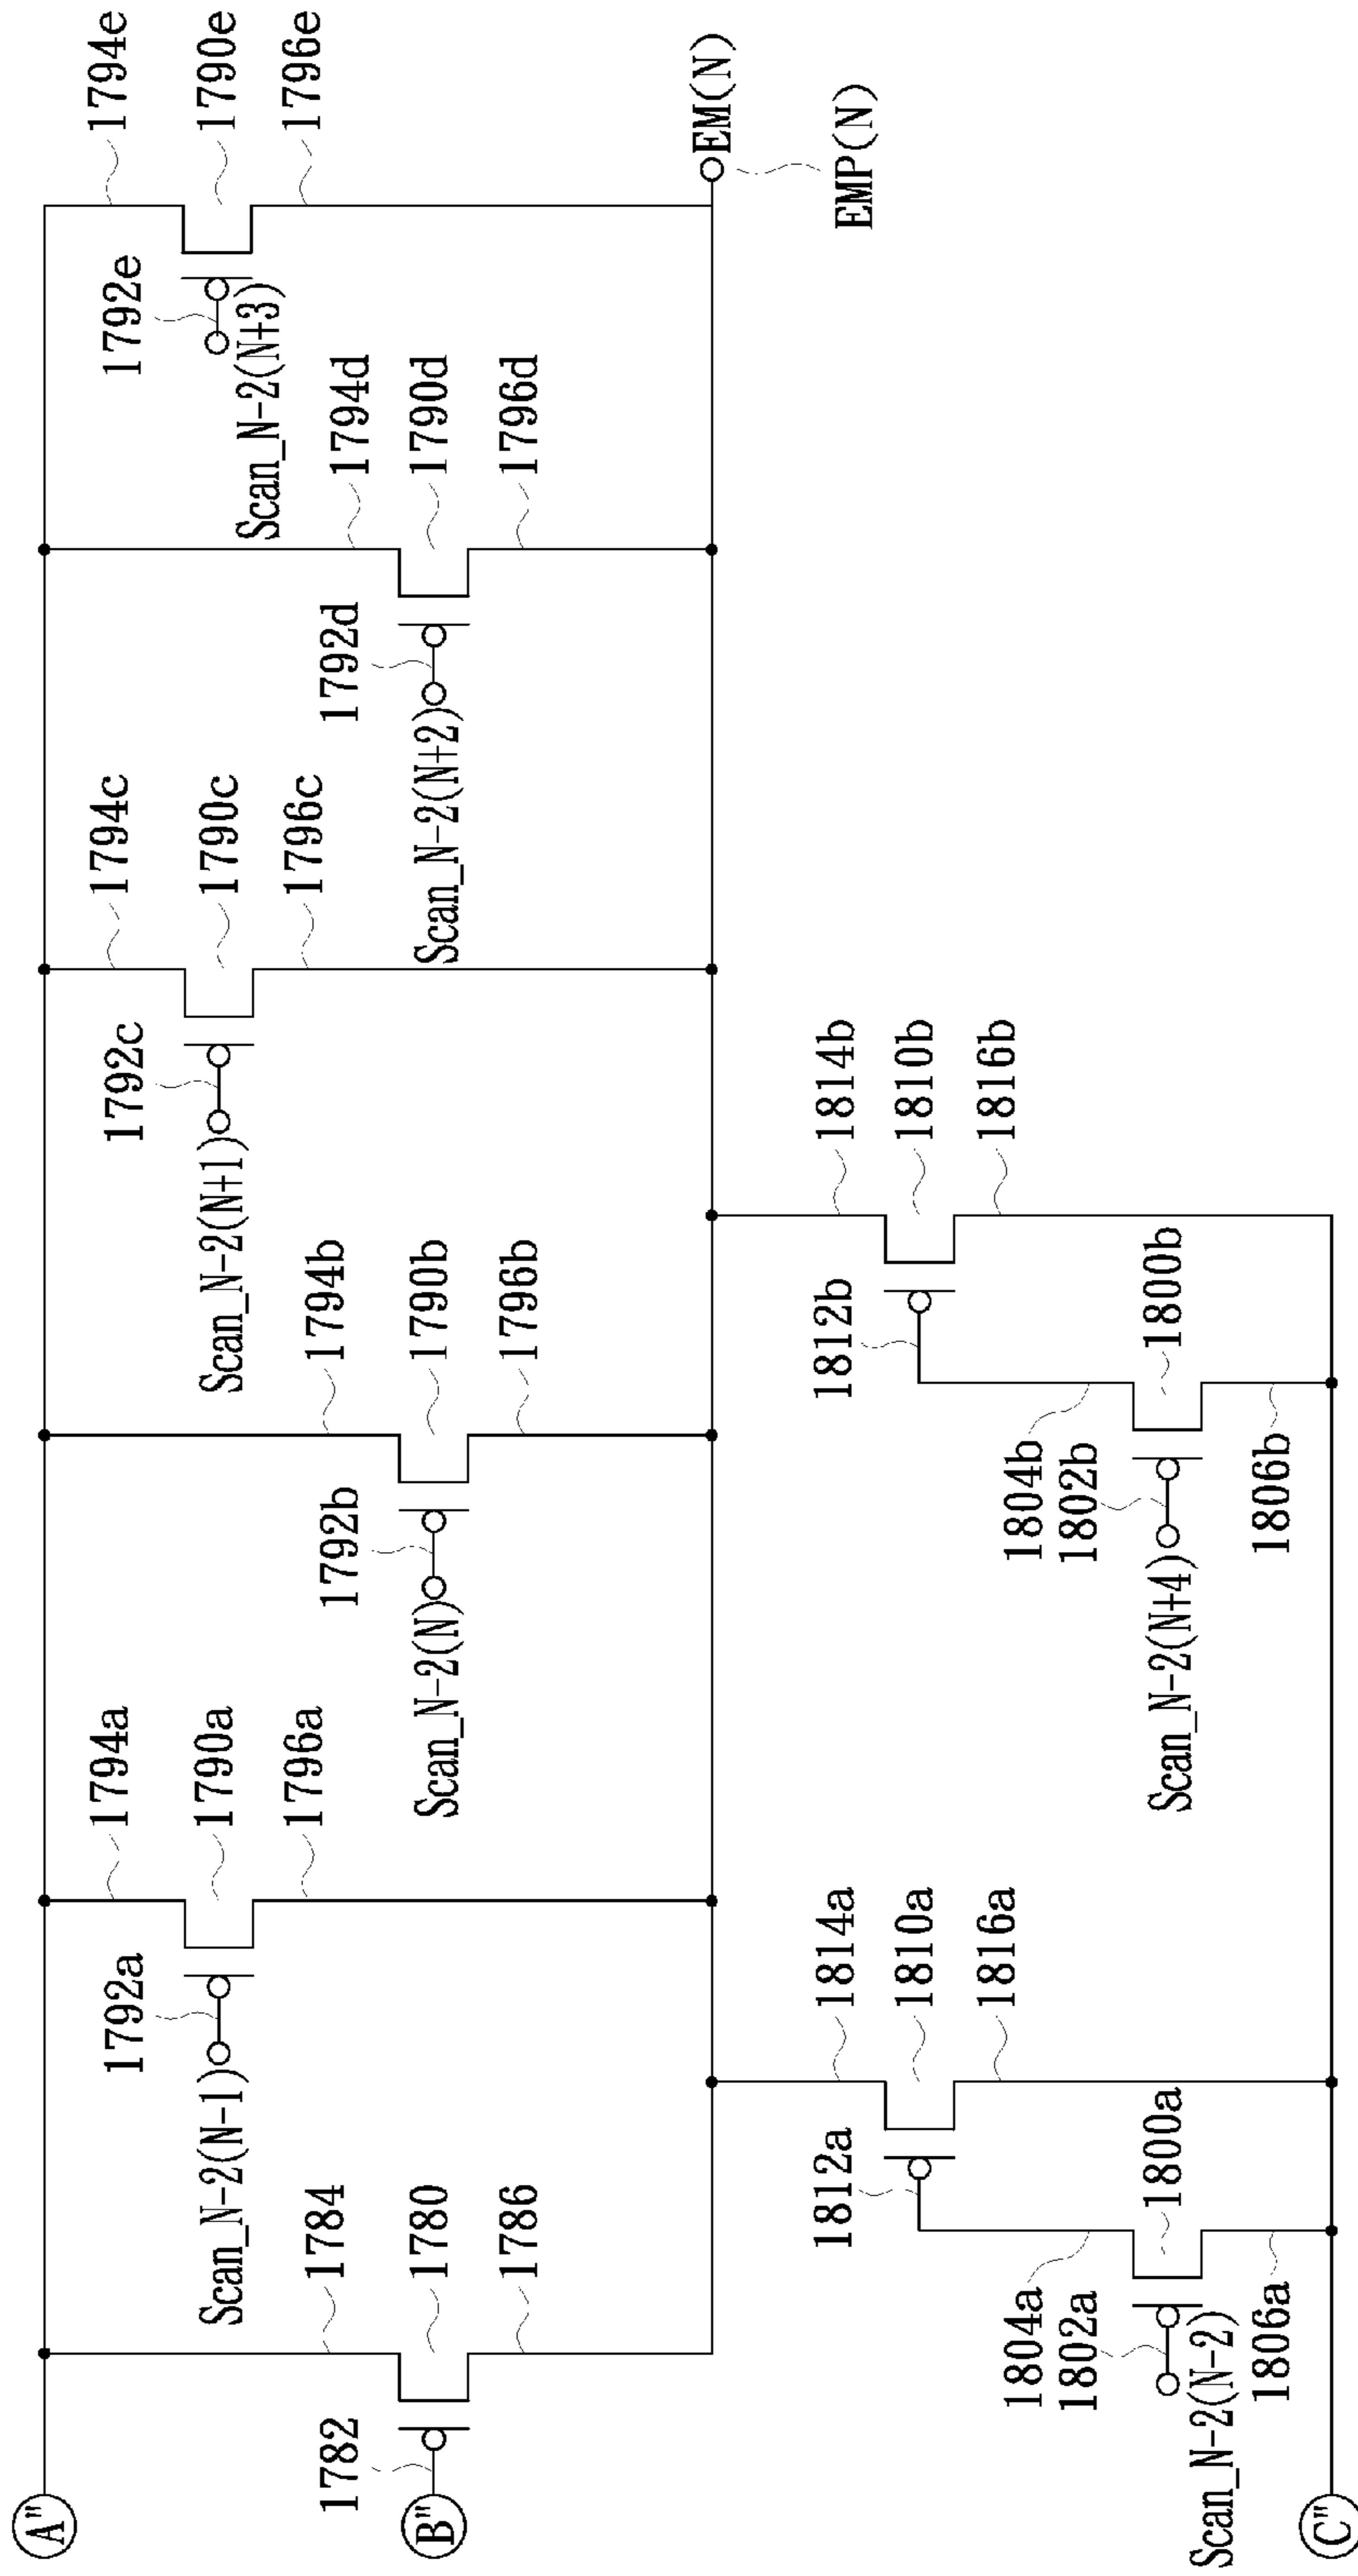 A"
1784
1780
1786
1782
B"
1794a
1790a
1796a
1792a
Scan_N-2(N-1)
1794b
1790b
1796b
1792b
Scan_N-2(N)
1794c
1790c
1796c
1792c
Scan_N-2(N+1)
1794d
1790d
1796d
1792d
Scan_N-2(N+2)
1794e
1790e
1796e
1792e
Scan_N-2(N+3)
EM(N)
EMP(N)
1814a
1810a
1816a
1812a
1804a
1802a
1800a
1806a
Scan_N-2(N-2)
1814b
1810b
1816b
1812b
1804b
1802b
1800b
1806b
Scan_N-2(N+4)
C"